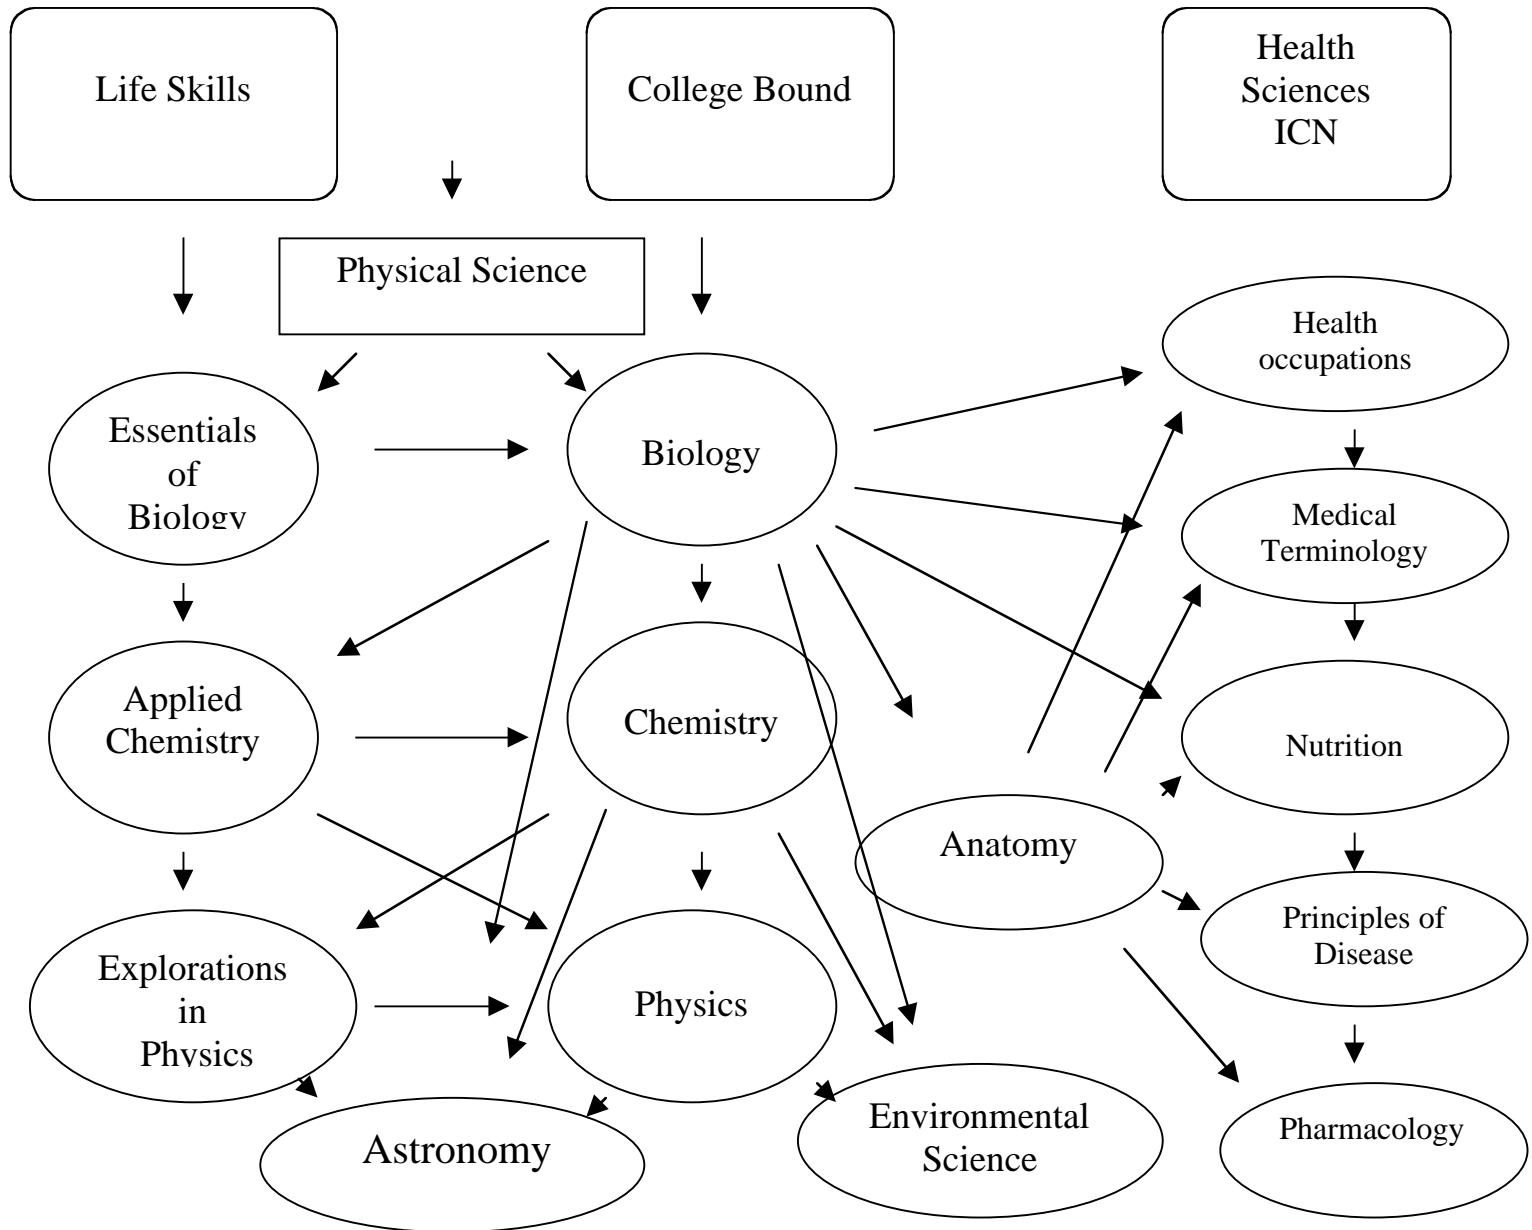 Life Skills
College Bound
Health
Sciences
ICN
Physical Science
Health
occupations
Essentials
of
Biology
Biology
Medical
Terminology
Applied
Chemistry
Chemistry
Nutrition
Anatomy
Principles of
Disease
Explorations
in
Physics
Physics
Environmental
Science
Pharmacology
Astronomy